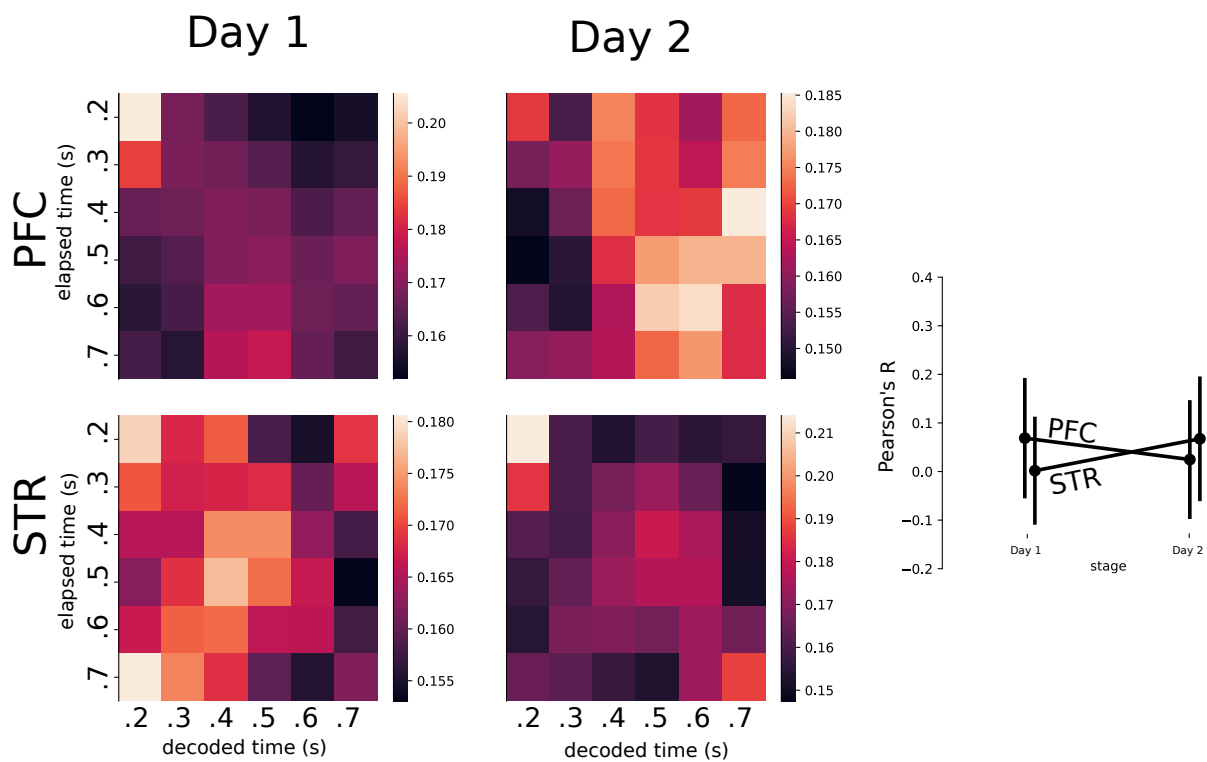 Day 1
Day 2
PFC
elapsed time (s)
.2
.3
.4
.5
.6
.7
0.20
0.19
0.18
0.17
0.16
0.185
0.180
0.175
0.170
0.165
0.160
0.155
0.150
STR
elapsed time (s)
.2
.3
.4
.5
.6
.7
0.180
0.175
0.170
0.165
0.160
0.155
0.21
0.20
0.19
0.18
0.17
0.16
0.15
.2 .3 .4 .5 .6 .7
decoded time (s)
.2 .3 .4 .5 .6 .7
decoded time (s)
Pearson's R
0.4
0.3
0.2
0.1
0.0
−0.1
−0.2
PFC
STR
Day 1
Day 2
stage